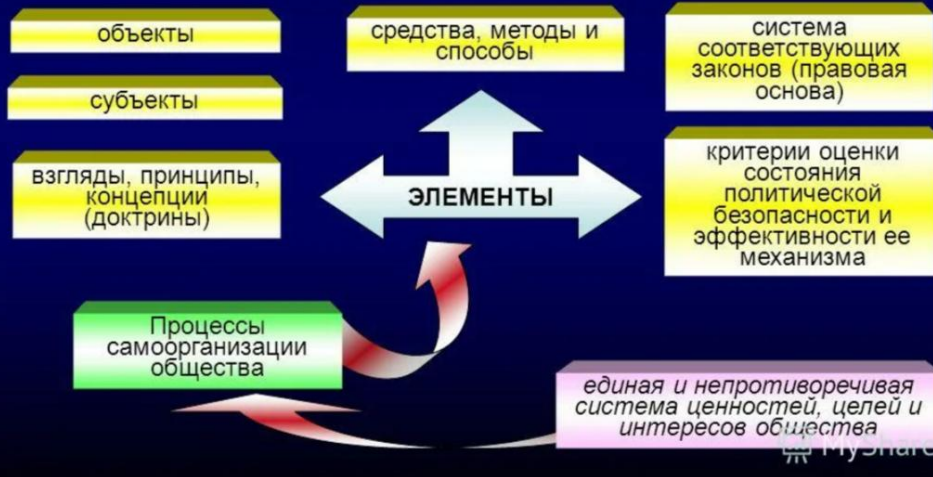 объекты
субъекты
взгляды, принципы,
концепции
(доктрины)
средства, методы и
способы
система
соответствующих
законов (правовая
основа)
критерии оценки
состояния
политической
безопасности и
эффективности ее
механизма
ЭЛЕМЕНТЫ
Процессы
самоорганизации
общества
единая и непротиворечивая
система ценностей, целей и
интересов общества
MyShare